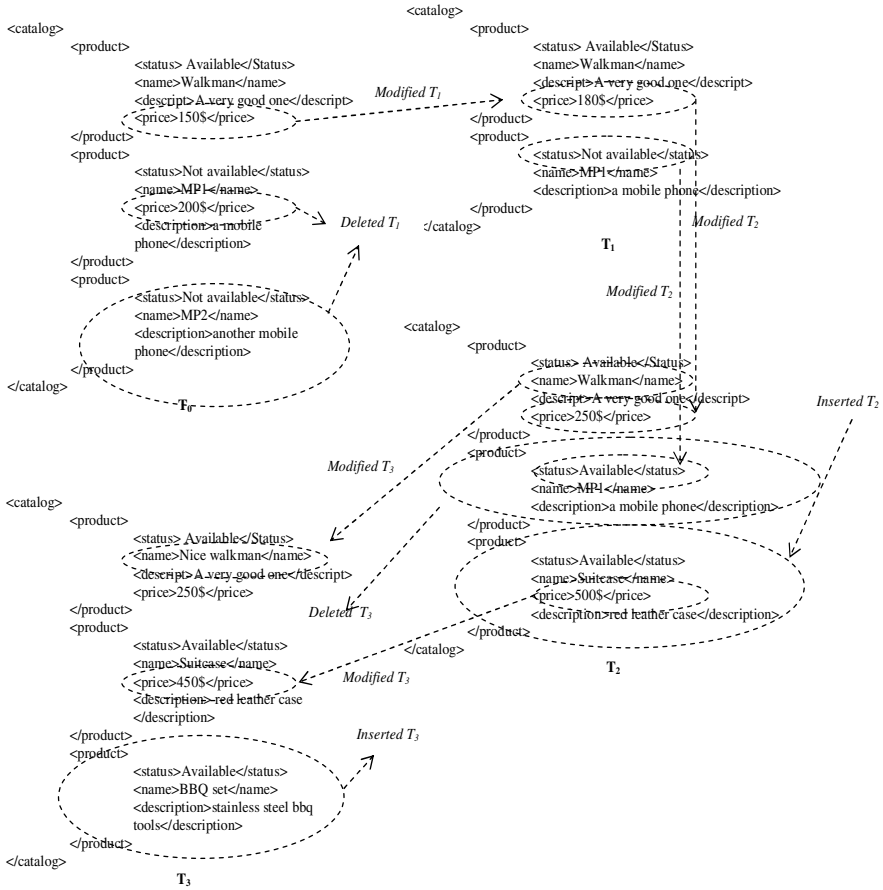 <catalog>
<product>
<status> Available</Status>
<name>Walkman</name>
<descript>A very good one</descript>
<price>150$</price>
</product>
<product>
<status>Not available</status>
<name>MP1</name>
<price>200$</price>
<description>a mobile
phone</description>
</product>
<product>
<status>Not available</status>
<name>MP2</name>
<description>another mobile
phone</description>
</product>
</catalog>
T0
Modified T1
Deleted T1
<catalog>
<product>
<status> Available</Status>
<name>Walkman</name>
<descript>A very good one</descript>
<price>180$</price>
</product>
<product>
<status>Not available</status>
<name>MP1</name>
<description>a mobile phone</description>
</product>
</catalog>
T1
Modified T2
Modified T2
<catalog>
<product>
<status> Available</Status>
<name>Walkman</name>
<descript>A very good one</descript>
<price>250$</price>
</product>
<product>
<status>Available</status>
<name>MP1</name>
<description>a mobile phone</description>
</product>
<product>
<status>Available</status>
<name>Suitcase</name>
<price>500$</price>
<description>red leather case</description>
</product>
</catalog>
T2
Inserted T2
Modified T3
Deleted T3
Modified T3
Inserted T3
<catalog>
<product>
<status> Available</Status>
<name>Nice walkman</name>
<descript>A very good one</descript>
<price>250$</price>
</product>
<product>
<status>Available</status>
<name>Suitcase</name>
<price>450$</price>
<description> red leather case
</description>
</product>
<product>
<status>Available</status>
<name>BBQ set</name>
<description>stainless steel bbq
tools</description>
</product>
</catalog>
T3